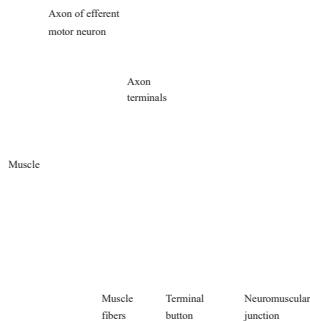 Axon of efferent
motor neuron
Axon
terminals
Muscle
Muscle
fibers
Terminal
button
Neuromuscular
junction